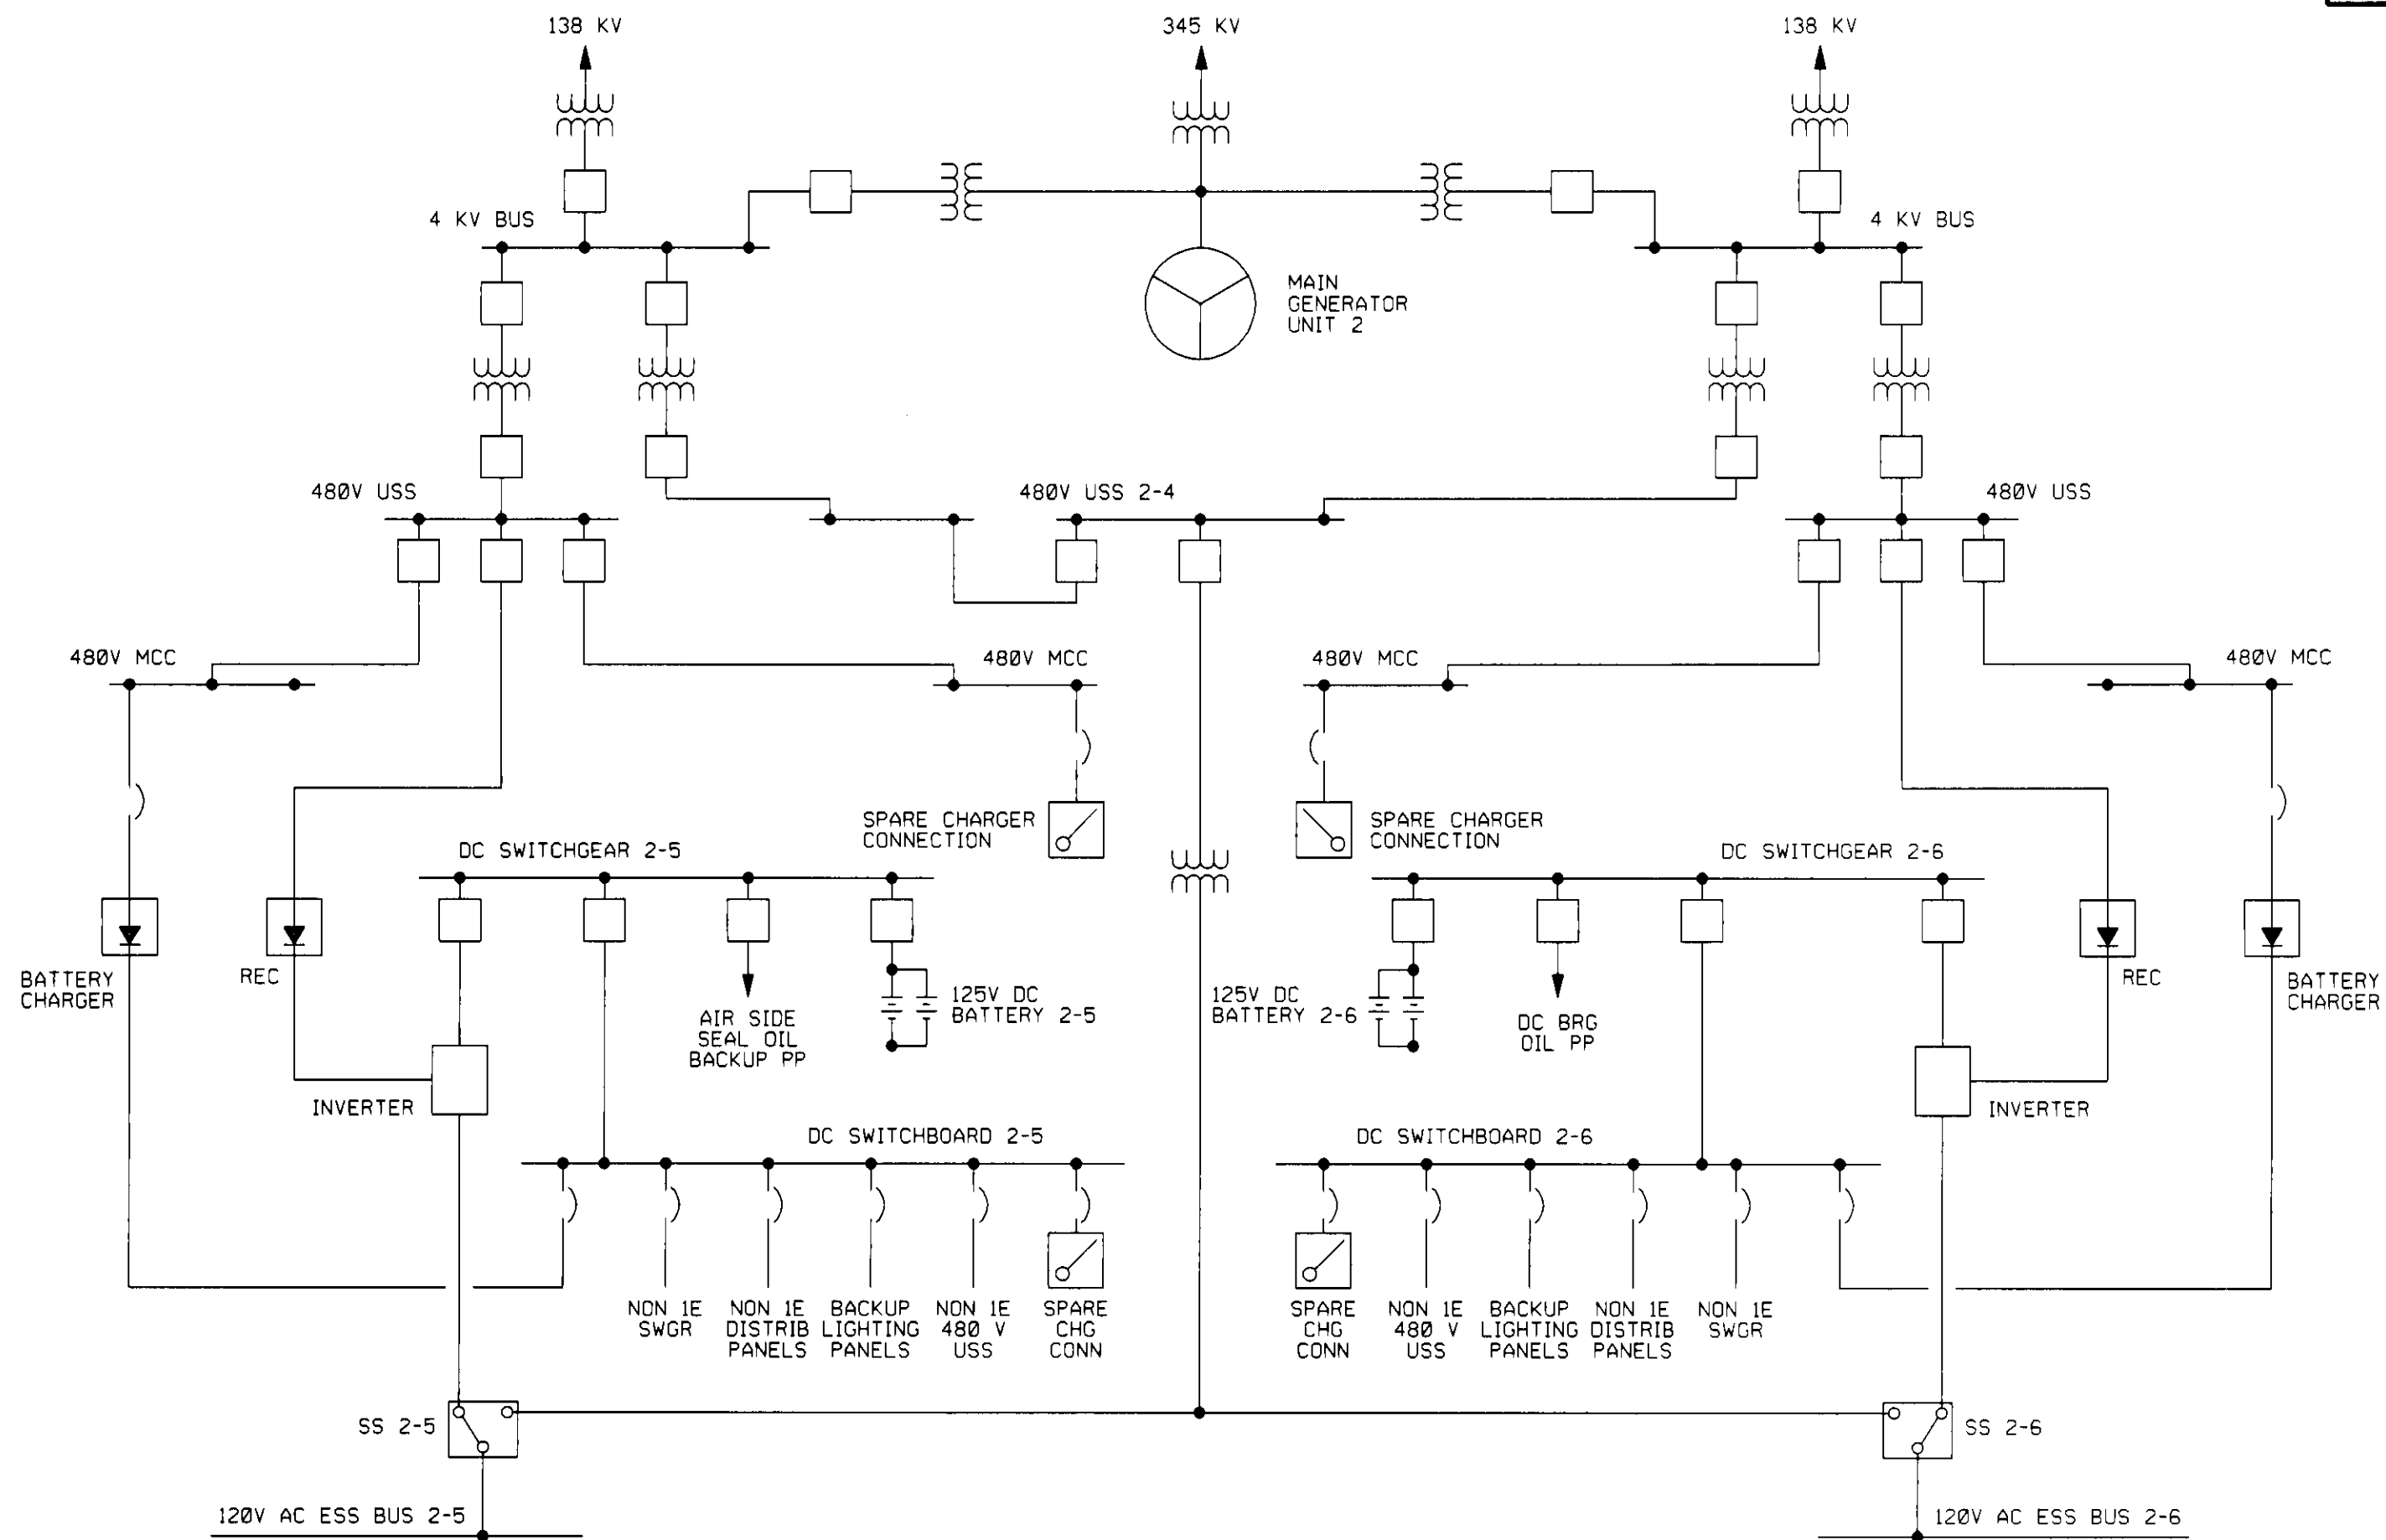 138 KV
345 KV
138 KV
4 KV BUS
4 KV BUS
MAIN
GENERATOR
UNIT 2
480V USS
480V USS 2-4
480V USS
480V MCC
480V MCC
480V MCC
480V MCC
SPARE CHARGER
CONNECTION
SPARE CHARGER
CONNECTION
DC SWITCHGEAR 2-5
DC SWITCHGEAR 2-6
BATTERY
CHARGER
REC
AIR SIDE
SEAL OIL
BACKUP PP
125V DC
BATTERY 2-5
125V DC
BATTERY 2-6
DC BRG
OIL PP
REC
BATTERY
CHARGER
INVERTER
INVERTER
DC SWITCHBOARD 2-5
DC SWITCHBOARD 2-6
NON 1E
SWGR
NON 1E
DISTRIB
PANELS
BACKUP
LIGHTING
PANELS
NON 1E
480 V
USS
SPARE
CHG
CONN
SPARE
CHG
CONN
NON 1E
480 V
USS
BACKUP
LIGHTING
PANELS
NON 1E
DISTRIB
PANELS
NON 1E
SWGR
SS 2-5
SS 2-6
120V AC ESS BUS 2-5
120V AC ESS BUS 2-6